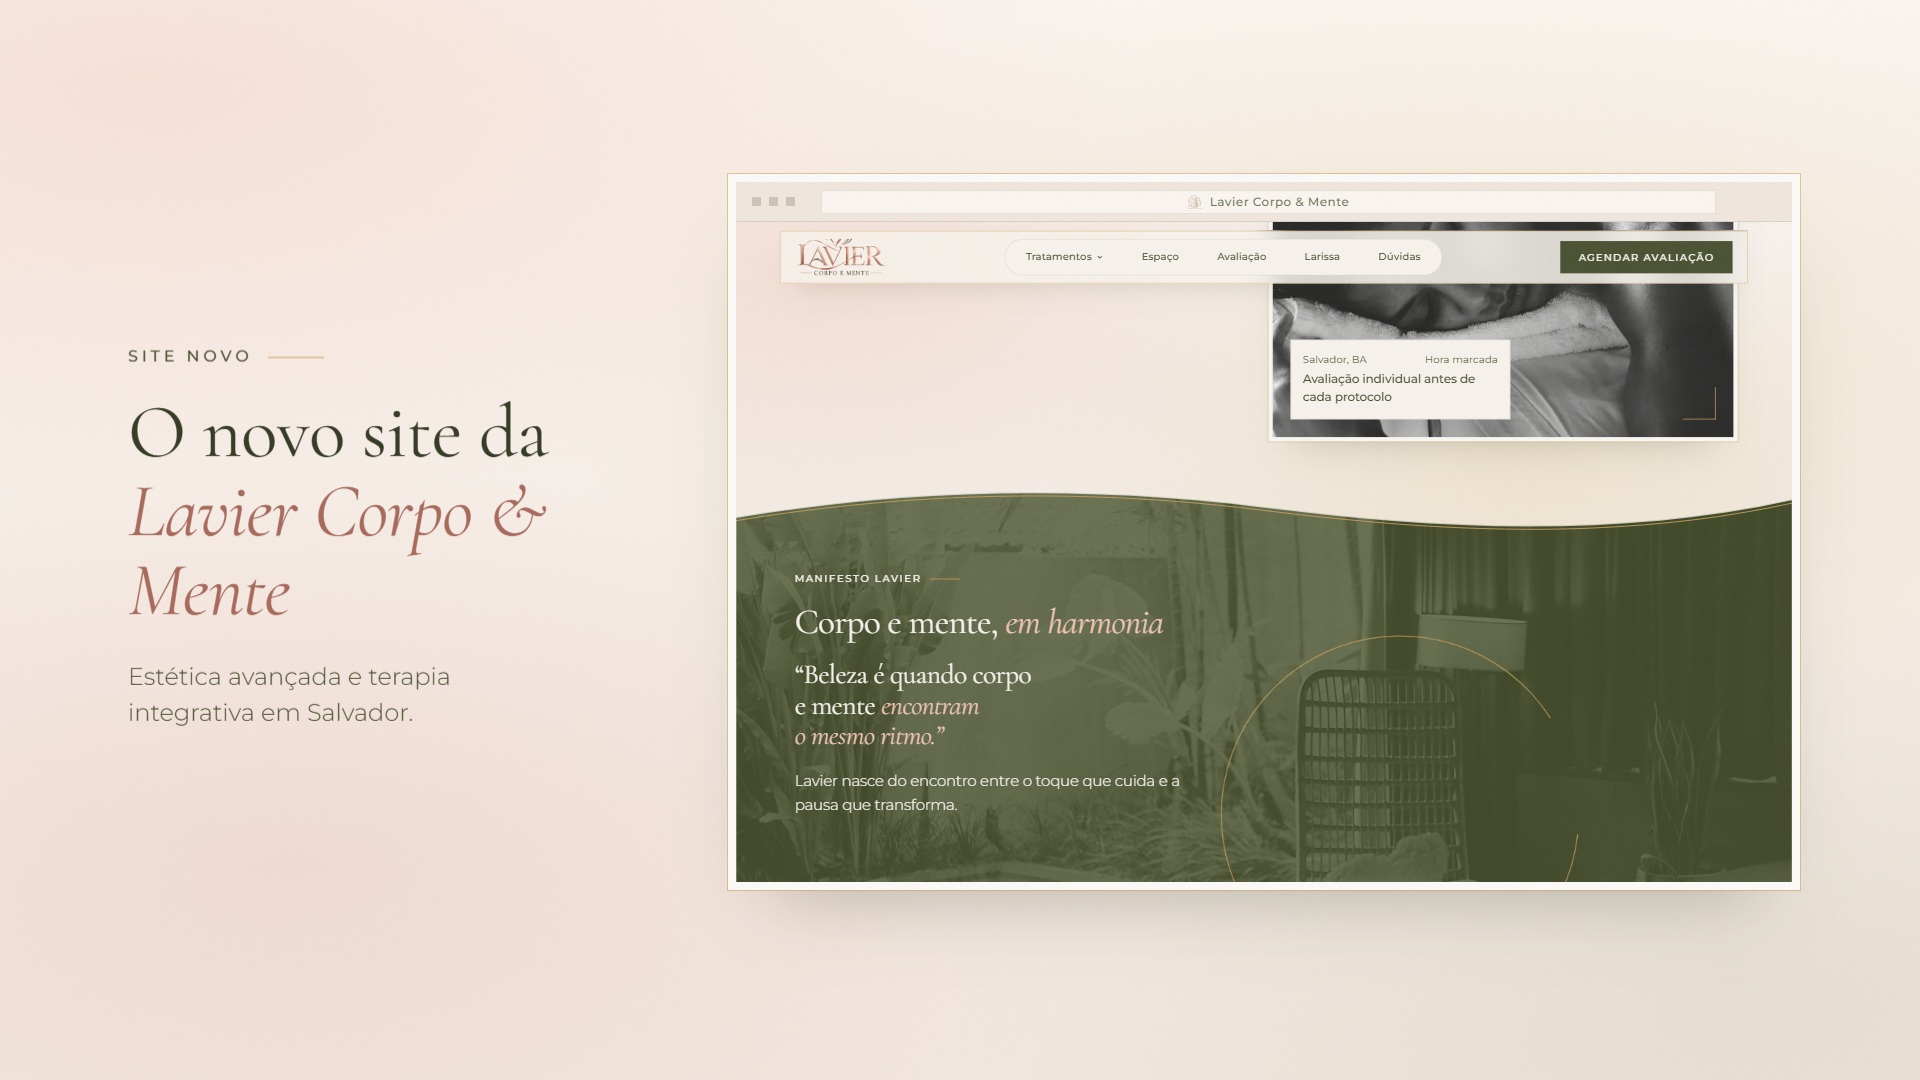 SITE NOVO
O novo site da
Lavier Corpo &
Mente
Estética avançada e terapia
integrativa em Salvador.
Lavier Corpo & Mente
LAVIER
CORPO E MENTE
Tratamentos
Espaço
Avaliação
Larissa
Dúvidas
AGENDAR AVALIAÇÃO
Salvador, BA
Hora marcada
Avaliação individual antes de
cada protocolo
MANIFESTO LAVIER
Corpo e mente, em harmonia
“Beleza é quando corpo
e mente encontram
o mesmo ritmo.”
Lavier nasce do encontro entre o toque que cuida e a
pausa que transforma.